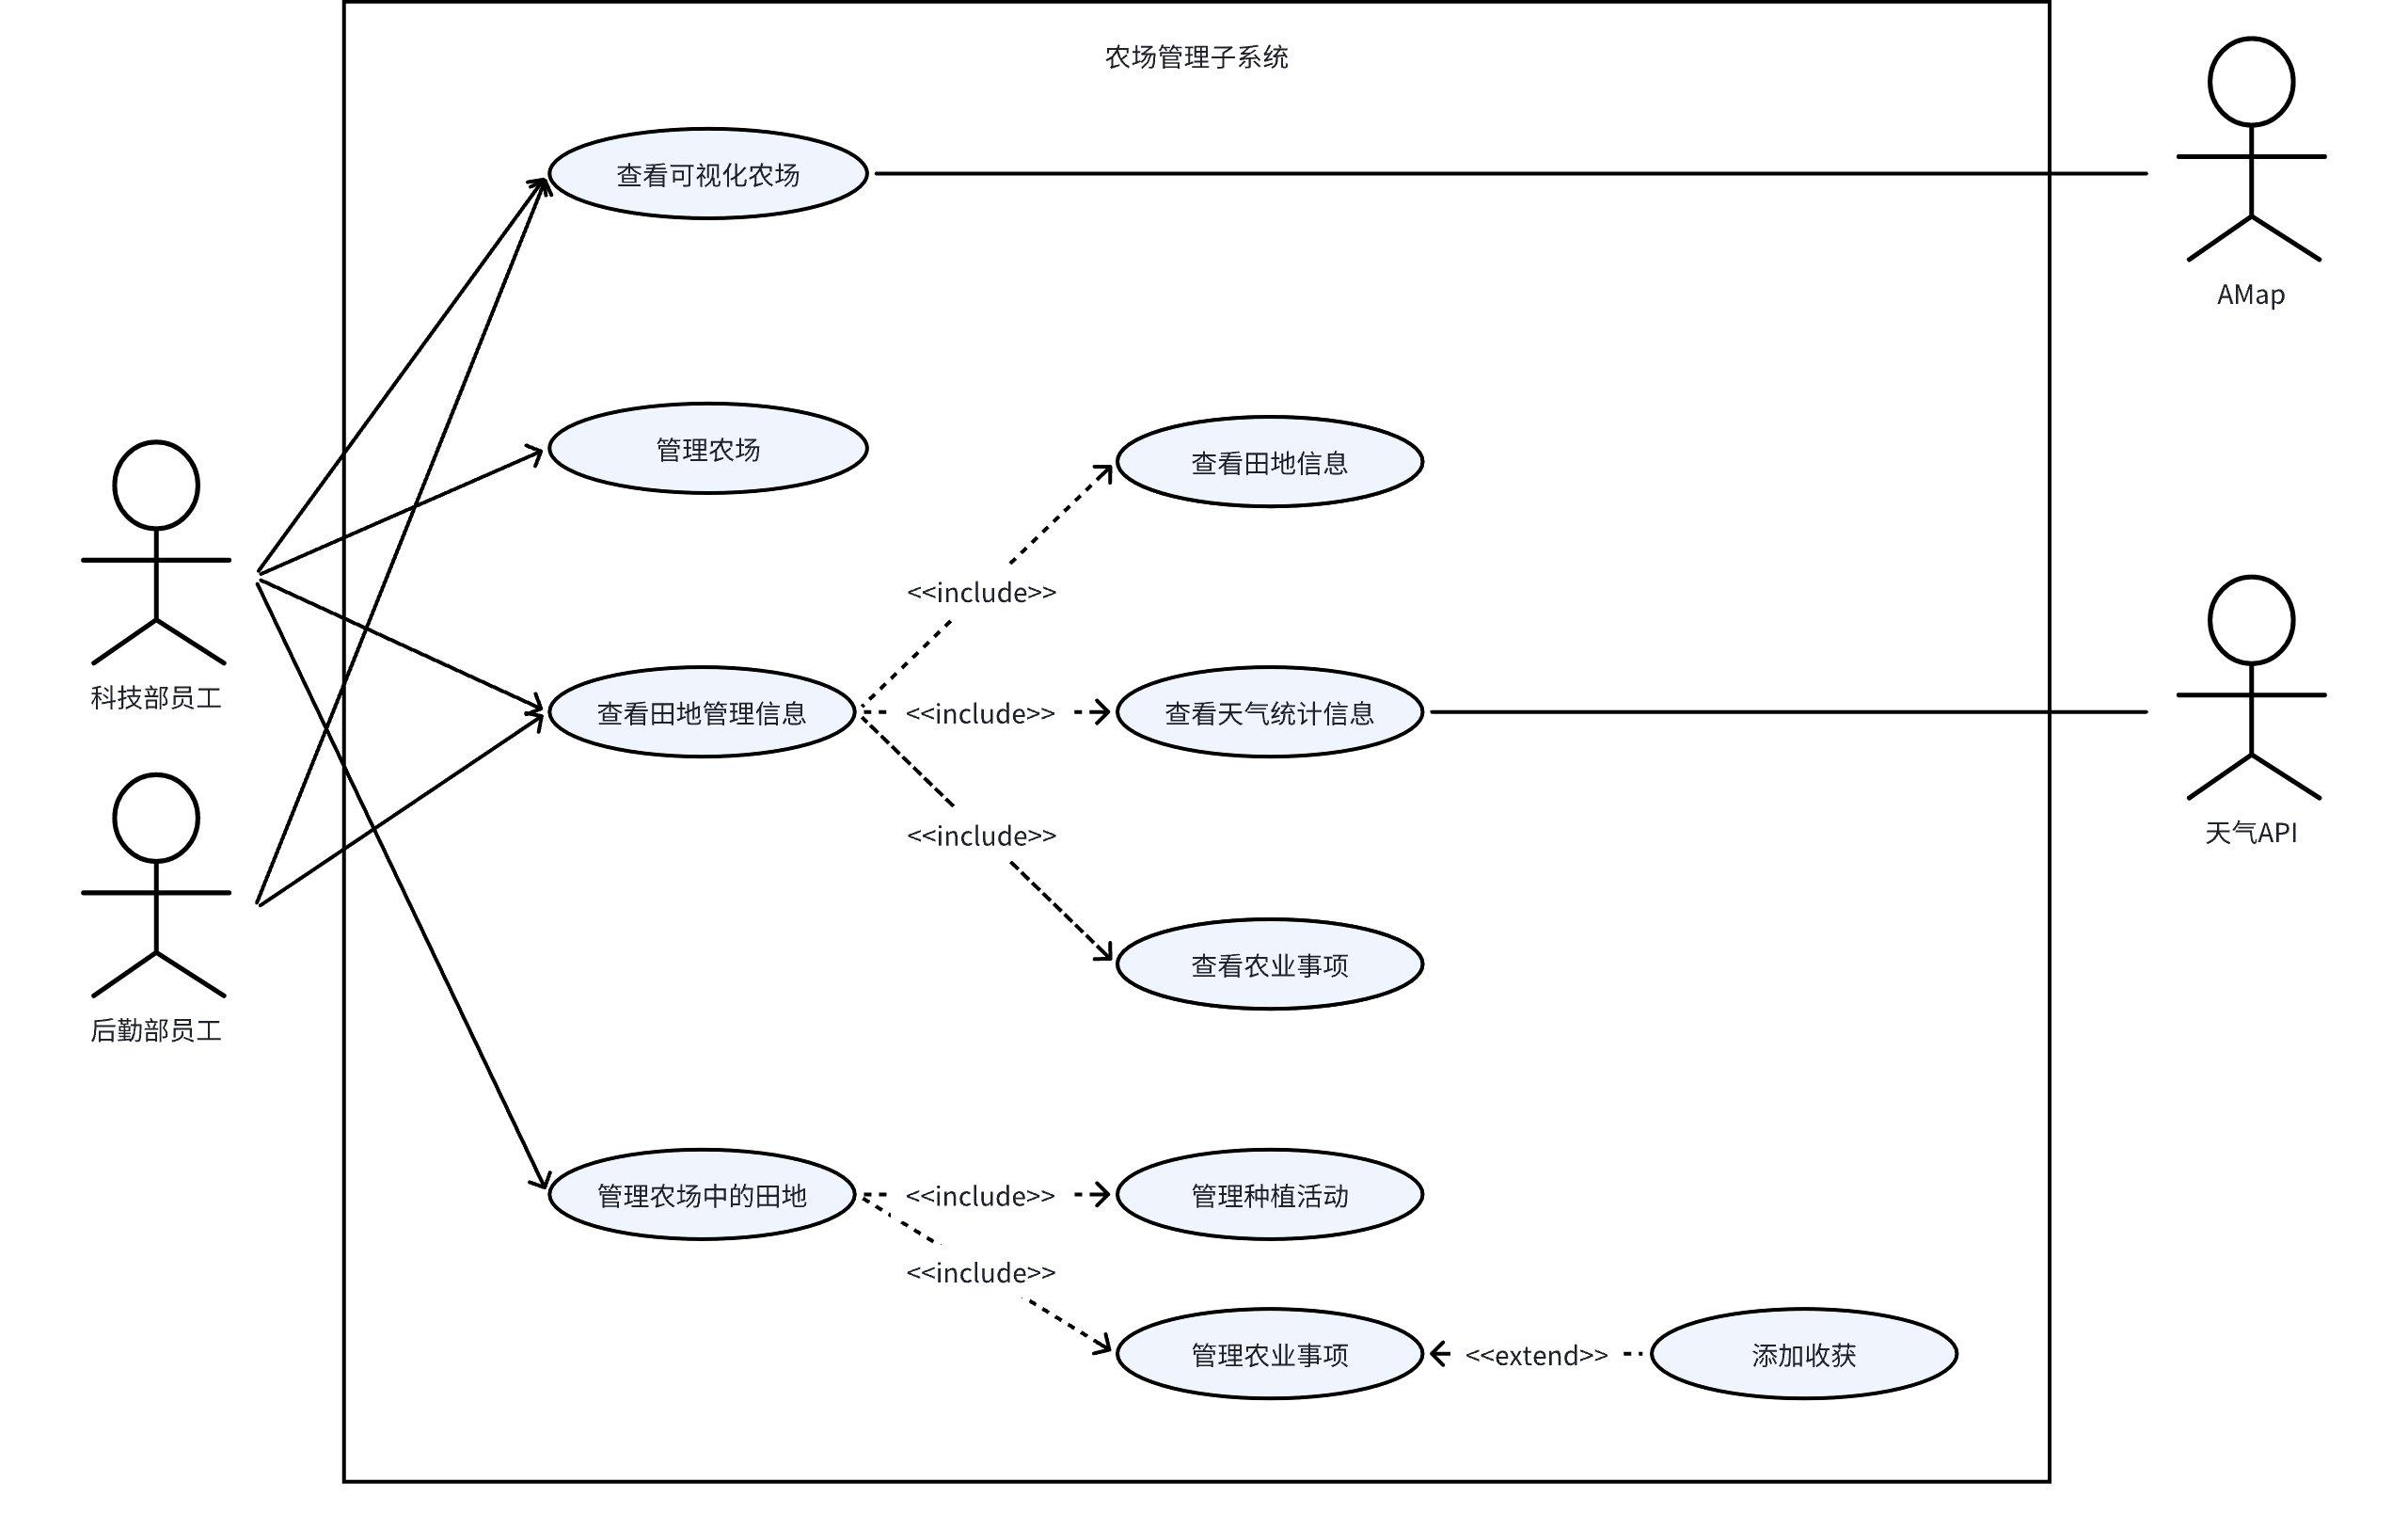 农场管理子系统
查看可视化农场
AMap
管理农场
查看田地信息
<<include>>
科技部员工
查看田地管理信息
<<include>>
查看天气统计信息
<<include>>
天气API
查看农业事项
后勤部员工
管理农场中的田地
<<include>>
管理种植活动
<<include>>
管理农业事项
<<extend>>
添加收获